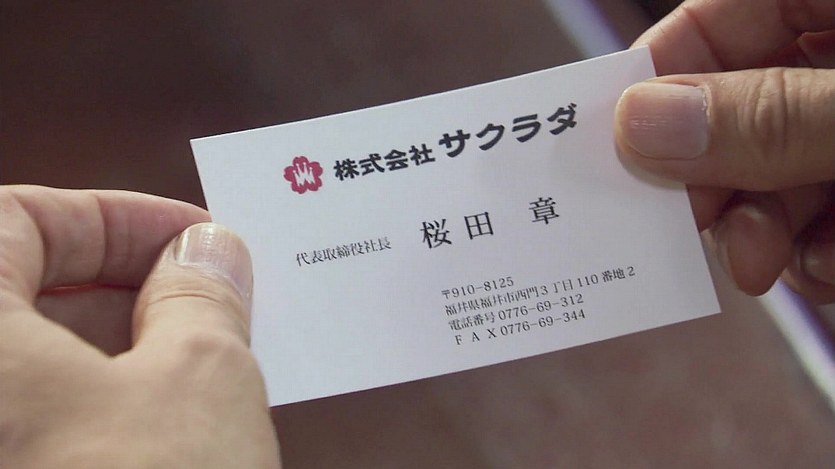 株式会社 サクラダ
代表取締役社長 桜田 章
〒910-8125
福井県福井市西門3丁目110番地2
電話番号 0776-69-312
FAX 0776-69-344